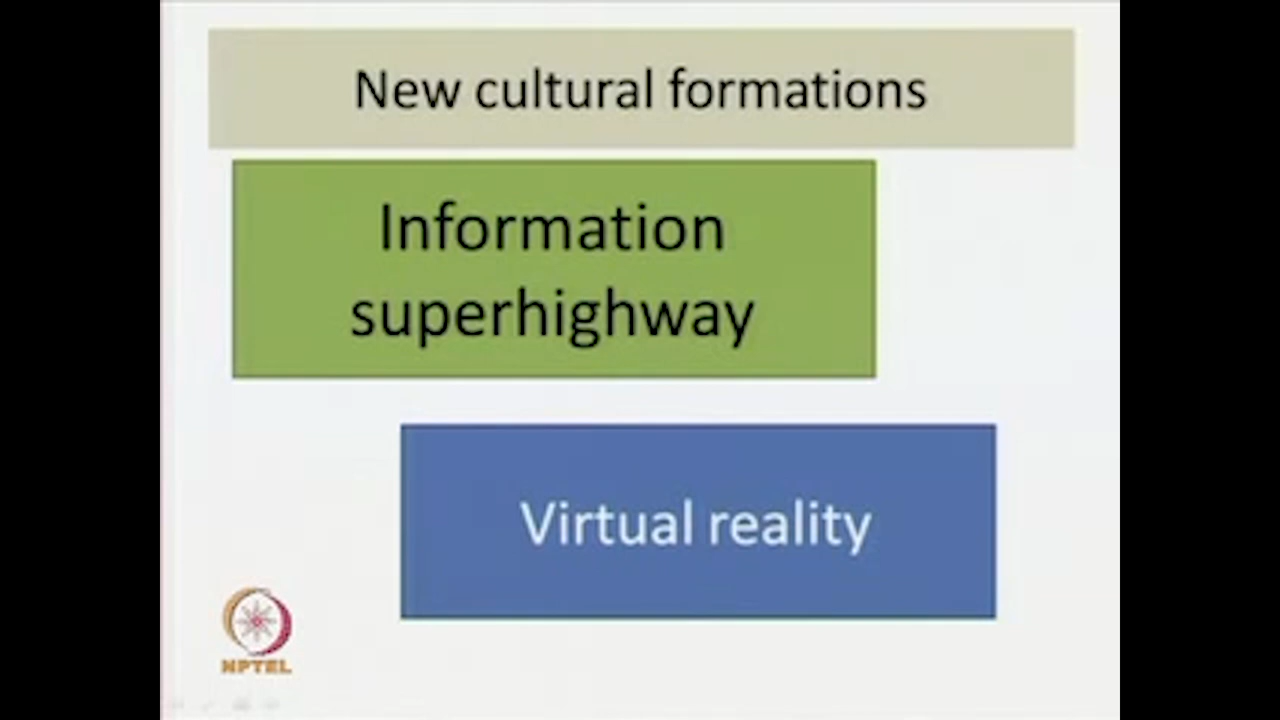 New cultural formations
Information
superhighway
Virtual reality
NPTEL